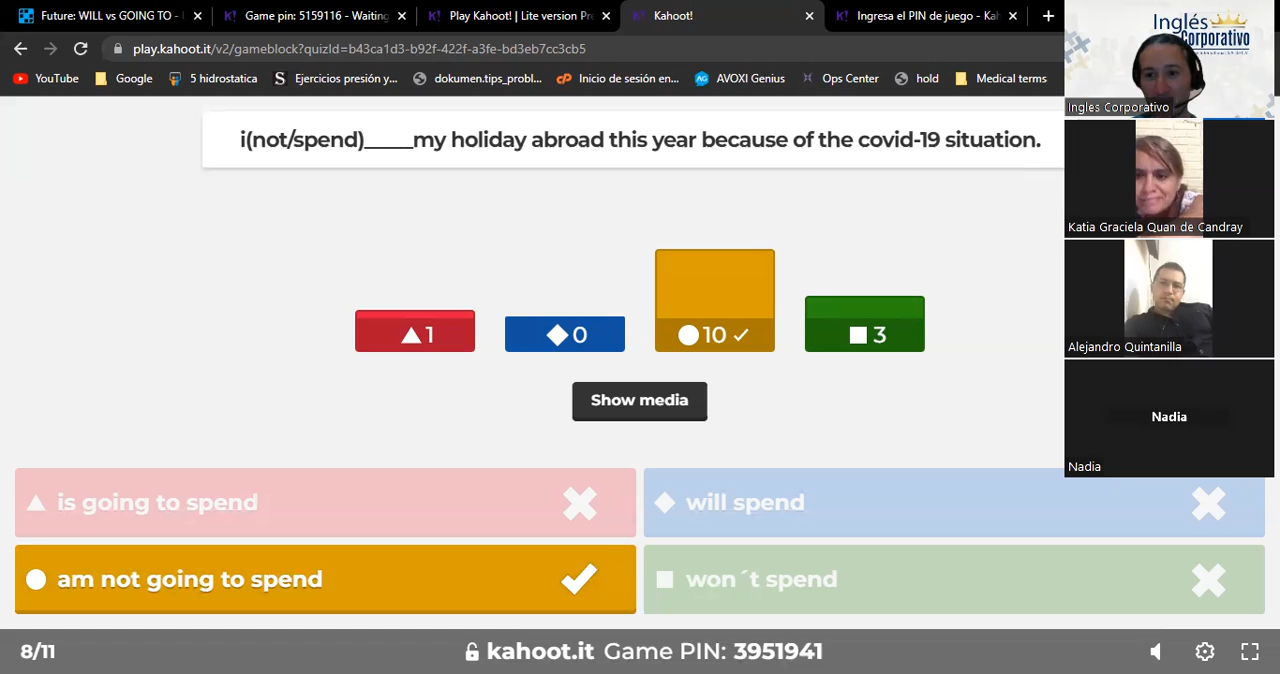 Future: WILL vs GOING TO -
Game pin: 5159116 - Waiting
Play Kahoot! | Lite version Pre
Kahoot!
Ingresa el PIN de juego - Kah
play.kahoot.it/v2/gameblock?quizId=b43ca1d3-b92f-422f-a3fe-bd3eb7cc3cb5
YouTube
Google
5 hidrostatica
Ejercicios presión y...
dokumen.tips_probl...
Inicio de sesión en...
AVOXI Genius
Ops Center
hold
Medical terms
i(not/spend)____my holiday abroad this year because of the covid-19 situation.
1
0
10
3
Show media
is going to spend
will spend
am not going to spend
won´t spend
8/11
kahoot.it Game PIN: 3951941
Inglés
Corporativo
Ingles Corporativo
Katia Graciela Quan de Candray
Alejandro Quintanilla
Nadia
Nadia